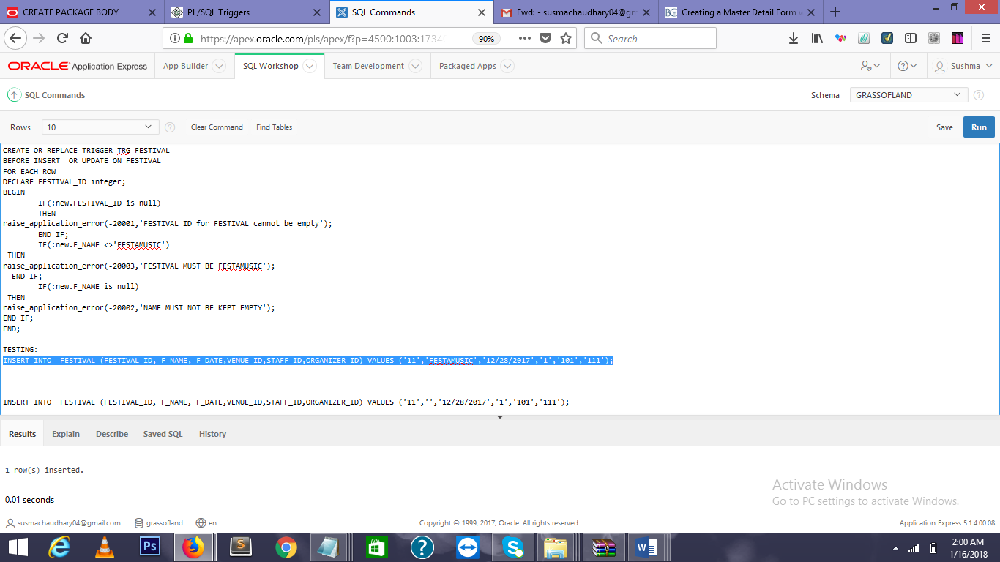 CREATE PACKAGE BODY
PL/SQL Triggers
SQL Commands
Fwd: - susmachaudhary04@gm
Creating a Master Detail Form w
https://apex.oracle.com/pls/apex/f?p=4500:1003:1734
90%
Search
ORACLE Application Express
App Builder
SQL Workshop
Team Development
Packaged Apps
Sushma
SQL Commands
Schema
GRASSOFLAND
Rows
10
Clear Command
Find Tables
Save
Run
CREATE OR REPLACE TRIGGER TRG_FESTIVAL
BEFORE INSERT  OR UPDATE ON FESTIVAL
FOR EACH ROW
DECLARE FESTIVAL_ID integer;
BEGIN
IF(:new.FESTIVAL_ID is null)
THEN
raise_application_error(-20001,'FESTIVAL ID for FESTIVAL cannot be empty');
END IF;
IF(:new.F_NAME <>'FESTAMUSIC')
THEN
raise_application_error(-20003,'FESTIVAL MUST BE FESTAMUSIC');
END IF;
IF(:new.F_NAME is null)
THEN
raise_application_error(-20002,'NAME MUST NOT BE KEPT EMPTY');
END IF;
END;
TESTING:
INSERT INTO  FESTIVAL (FESTIVAL_ID, F_NAME, F_DATE,VENUE_ID,STAFF_ID,ORGANIZER_ID) VALUES ('11','FESTAMUSIC','12/28/2017','1','101','111');
INSERT INTO  FESTIVAL (FESTIVAL_ID, F_NAME, F_DATE,VENUE_ID,STAFF_ID,ORGANIZER_ID) VALUES ('11','','12/28/2017','1','101','111');
Results
Explain
Describe
Saved SQL
History
1 row(s) inserted.
0.01 seconds
Activate Windows
Go to PC settings to activate Windows.
susmachaudhary04@gmail.com
grassofland
en
Copyright © 1999, 2017, Oracle. All rights reserved.
Application Express 5.1.4.00.08
Ps
2:00 AM
1/16/2018